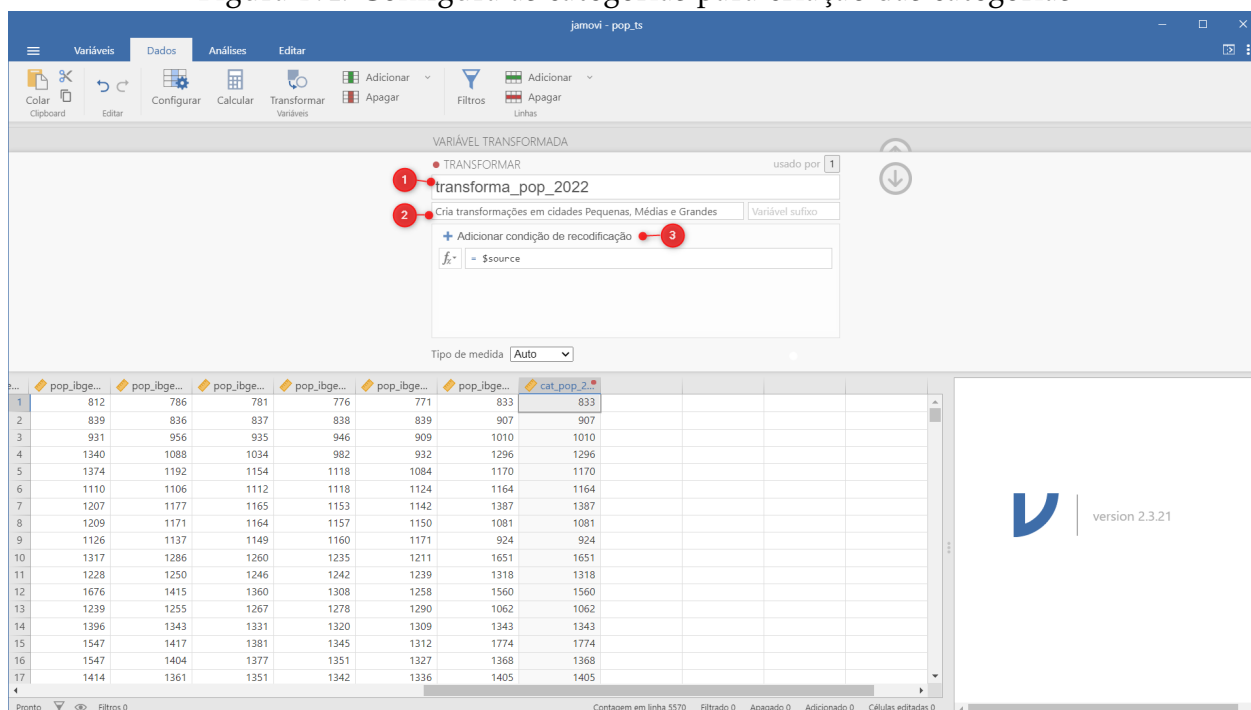 jamovi - pop_ts
Variáveis Dados Análises Editar
Colar Configurar Calcular Transformar Adicionar Apagar Filtros Adicionar Apagar
Clipboard Editar Variáveis Linhas
VARIÁVEL TRANSFORMADA
TRANSFORMAR usado por 1
1 transforma_pop_2022
2 Cria transformações em cidades Pequenas, Médias e Grandes Variável sufixo
+ Adicionar condição de recodificação 3
fx = $source
Tipo de medida Auto
e... pop_ibge... pop_ibge... pop_ibge... pop_ibge... pop_ibge... pop_ibge... cat_pop_2...
1 812 786 781 776 771 833 833
2 839 836 837 838 839 907 907
3 931 956 935 946 909 1010 1010
4 1340 1088 1034 982 932 1296 1296
5 1374 1192 1154 1118 1084 1170 1170
6 1110 1106 1112 1118 1124 1164 1164
7 1207 1177 1165 1153 1142 1387 1387
8 1209 1171 1164 1157 1150 1081 1081
9 1126 1137 1149 1160 1171 924 924
10 1317 1286 1260 1235 1211 1651 1651
11 1228 1250 1246 1242 1239 1318 1318
12 1676 1415 1360 1308 1258 1560 1560
13 1239 1255 1267 1278 1290 1062 1062
14 1396 1343 1331 1320 1309 1343 1343
15 1547 1417 1381 1345 1312 1774 1774
16 1547 1404 1377 1351 1327 1368 1368
17 1414 1361 1351 1342 1336 1405 1405
version 2.3.21
Pronto Filtros 0 Contagem em linha 5570 Filtrado 0 Apagado 0 Adicionado 0 Células editadas 0